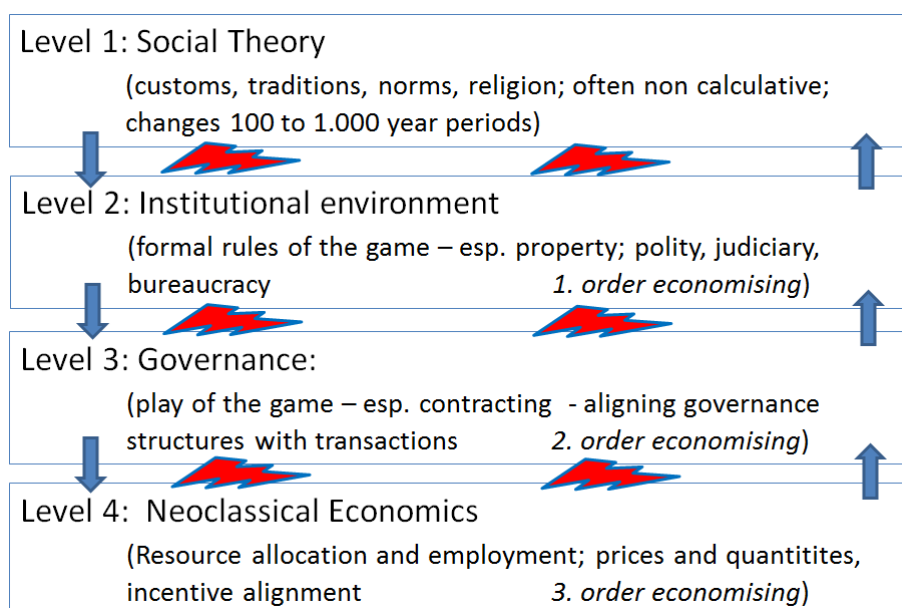 Level 1: Social Theory
(customs, traditions, norms, religion; often non calculative;
changes 100 to 1.000 year periods)
Level 2: Institutional environment
(formal rules of the game – esp. property; polity, judiciary,
bureaucracy 1. order economising)
Level 3: Governance:
(play of the game – esp. contracting - aligning governance
structures with transactions 2. order economising)
Level 4: Neoclassical Economics
(Resource allocation and employment; prices and quantitites,
incentive alignment 3. order economising)